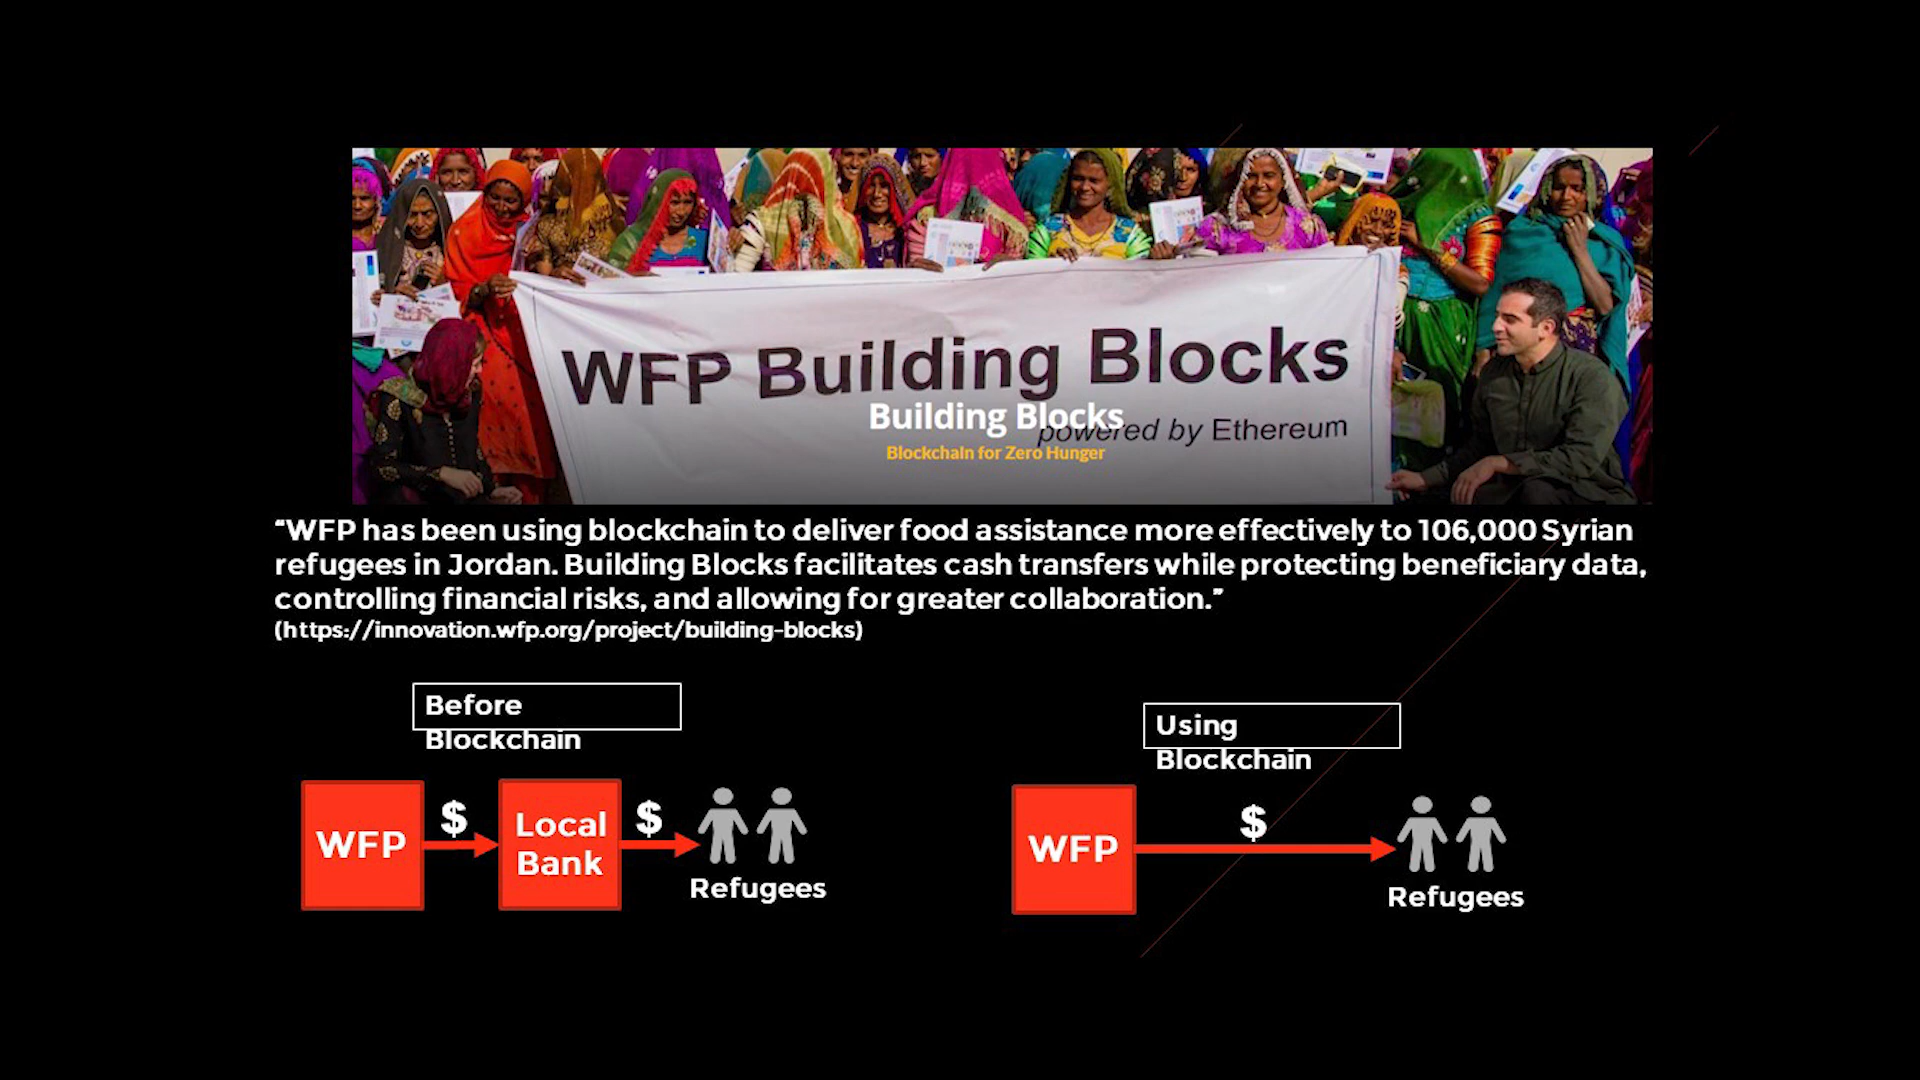 WFP Building Blocks
powered by Ethereum
Building Blocks
Blockchain for Zero Hunger
“WFP has been using blockchain to deliver food assistance more effectively to 106,000 Syrian
refugees in Jordan. Building Blocks facilitates cash transfers while protecting beneficiary data,
controlling financial risks, and allowing for greater collaboration.”
(https://innovation.wfp.org/project/building-blocks)
Before
Blockchain
WFP
$
Local
Bank
$
Refugees
Using
Blockchain
WFP
$
Refugees